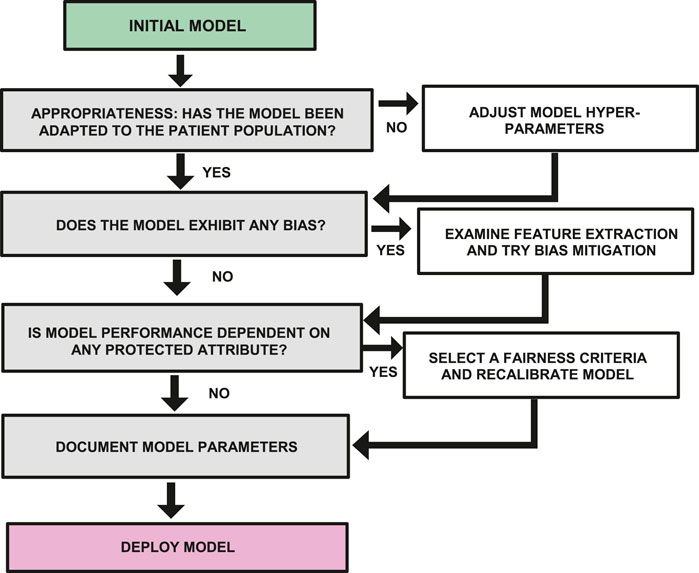 INITIAL MODEL
APPROPRIATENESS: HAS THE MODEL BEEN
ADAPTED TO THE PATIENT POPULATION?
NO
ADJUST MODEL HYPER-
PARAMETERS
YES
DOES THE MODEL EXHIBIT ANY BIAS?
YES
EXAMINE FEATURE EXTRACTION
AND TRY BIAS MITIGATION
NO
IS MODEL PERFORMANCE DEPENDENT ON
ANY PROTECTED ATTRIBUTE?
YES
SELECT A FAIRNESS CRITERIA
AND RECALIBRATE MODEL
NO
DOCUMENT MODEL PARAMETERS
DEPLOY MODEL